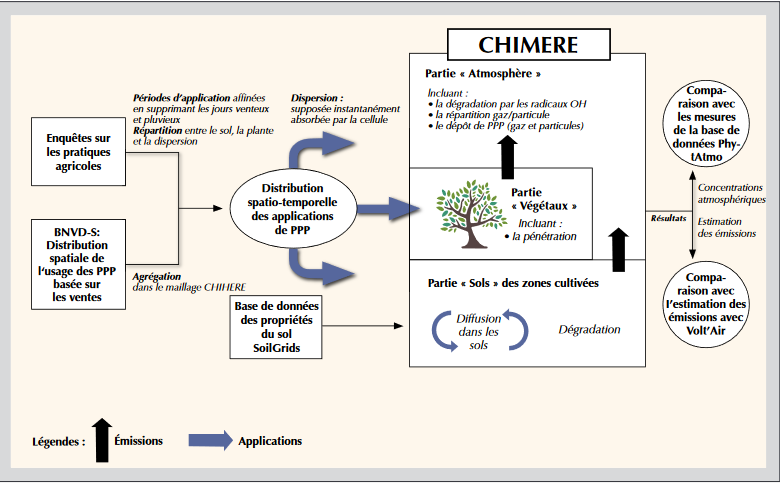 CHIMERE
Partie « Atmosphère »
Incluant :
• la dégradation par les radicaux OH
• la répartition gaz/particule
• le dépôt de PPP (gaz et particules)
Périodes d’application affinées
en supprimant les jours venteux
et pluvieux
Répartition entre le sol, la plante
et la dispersion
Dispersion :
supposée instantanément
absorbée par la cellule
Enquêtes sur
les pratiques
agricoles
Distribution
spatio-temporelle
des applications
de PPP
Partie
« Végétaux »
Incluant :
• la pénétration
BNVD-S:
Distribution
spatiale de
l’usage des PPP
basée sur
les ventes
Agrégation
dans le maillage CHIHERE
Base de données
des propriétés
du sol
SoilGrids
Partie « Sols » des zones cultivées
Diffusion
dans les
sols
Dégradation
Compa-
raison avec
les mesures
de la base de
données Phy-
tAtmo
Concentrations
atmosphériques
Résultats
Estimation
des émissions
Compa-
raison avec
l’estimation des
émissions avec
Volt’Air
Légendes :
Émissions
Applications